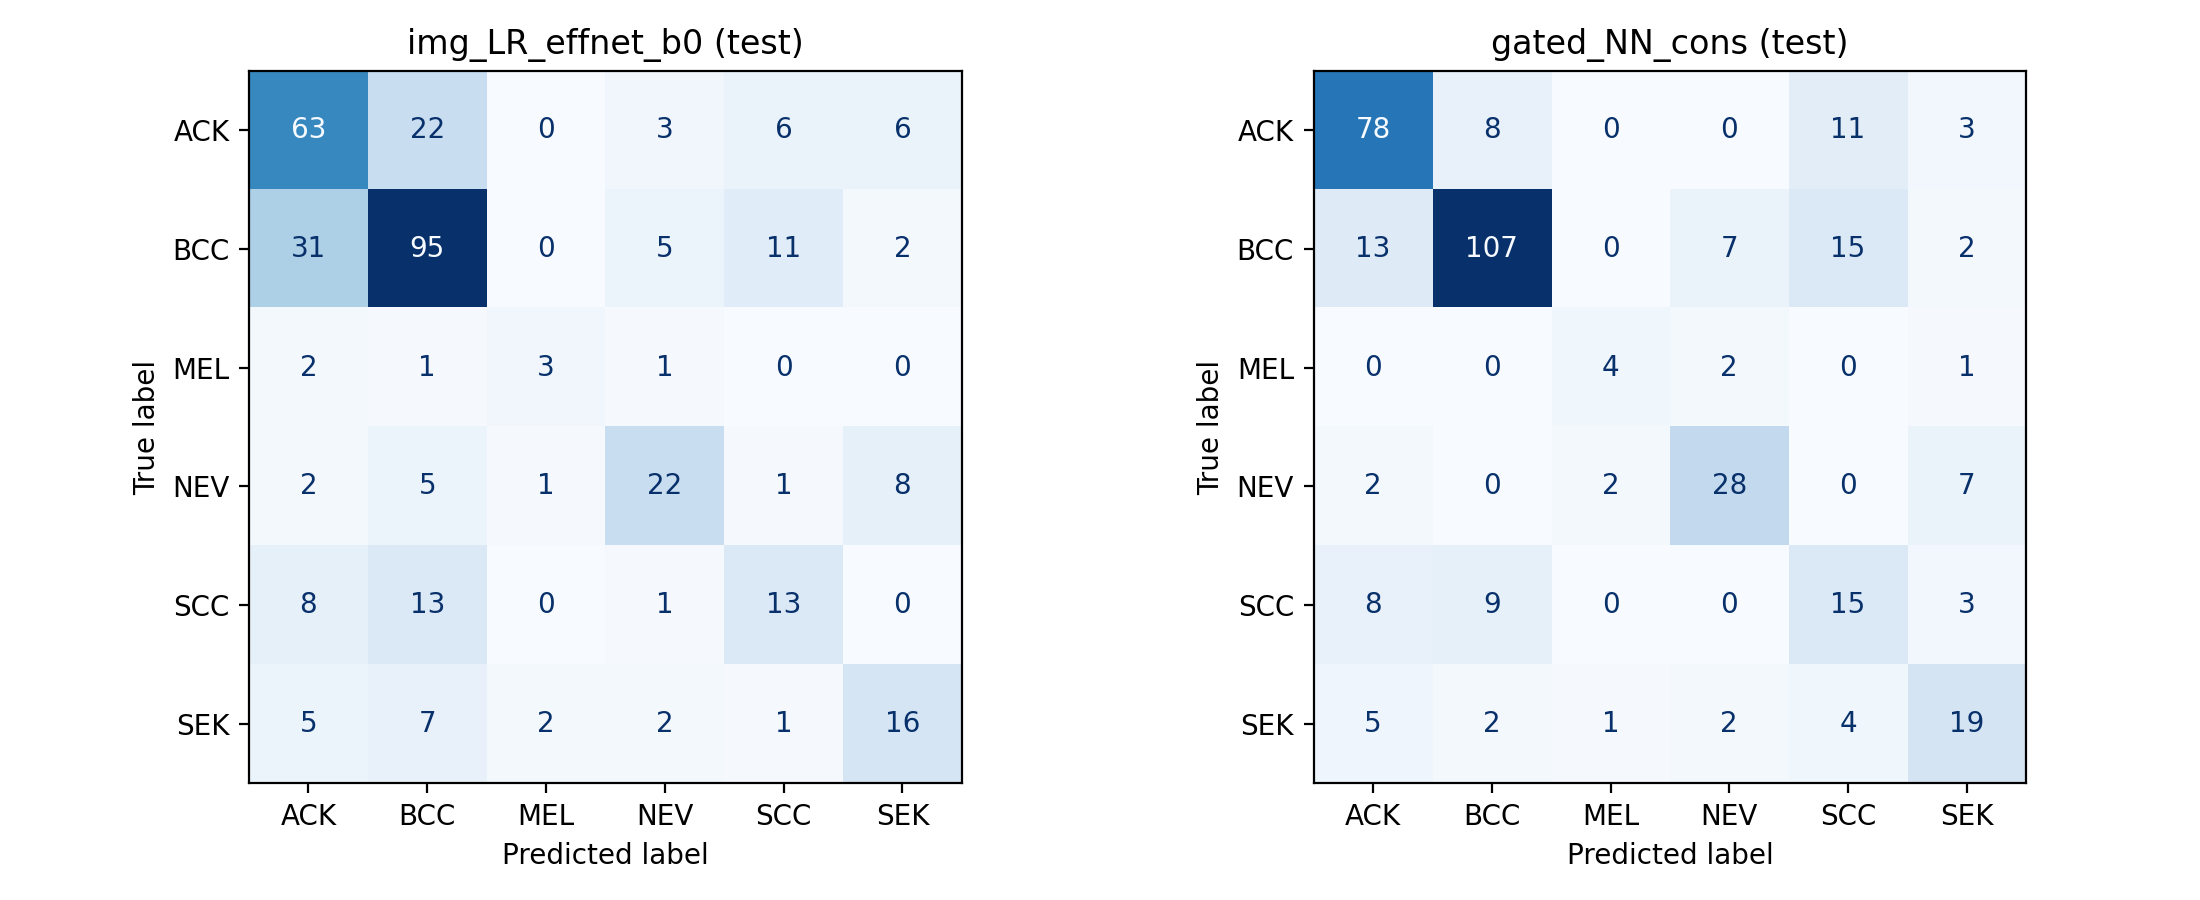 img_LR_effnet_b0 (test)
True label
ACK 63 22 0 3 6 6
BCC 31 95 0 5 11 2
MEL 2 1 3 1 0 0
NEV 2 5 1 22 1 8
SCC 8 13 0 1 13 0
SEK 5 7 2 2 1 16
ACK BCC MEL NEV SCC SEK
Predicted label
gated_NN_cons (test)
True label
ACK 78 8 0 0 11 3
BCC 13 107 0 7 15 2
MEL 0 0 4 2 0 1
NEV 2 0 2 28 0 7
SCC 8 9 0 0 15 3
SEK 5 2 1 2 4 19
ACK BCC MEL NEV SCC SEK
Predicted label